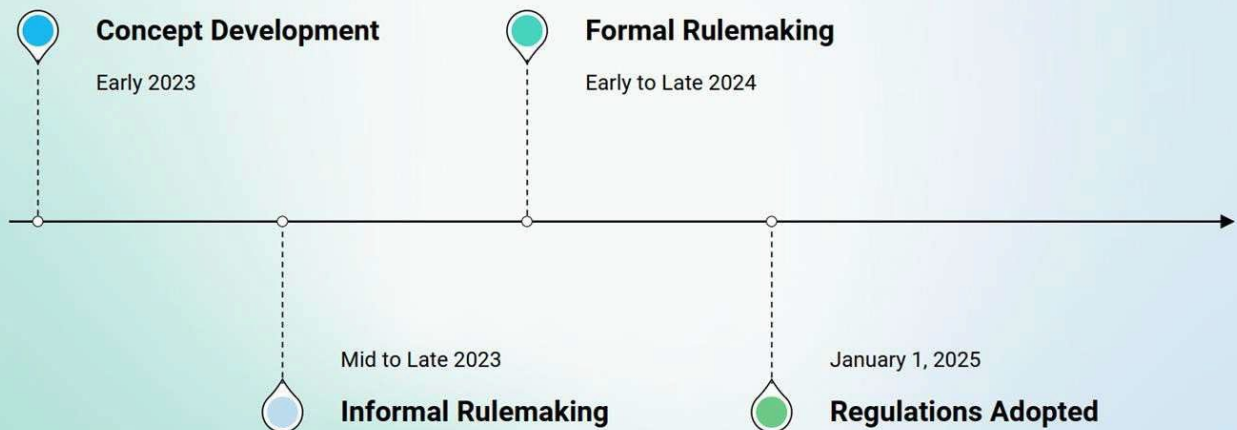 Concept Development
Early 2023
Formal Rulemaking
Early to Late 2024
Mid to Late 2023
Informal Rulemaking
January 1, 2025
Regulations Adopted